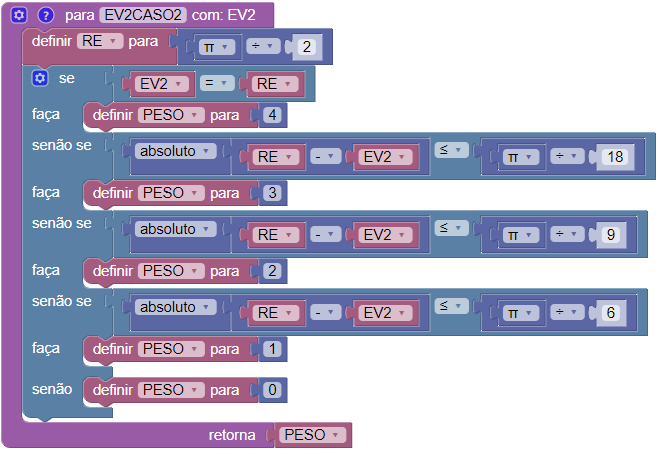 ? para EV2CASO2 com: EV2
definir RE para π ÷ 2
se EV2 = RE
faça definir PESO para 4
senão se absoluto RE - EV2 ≤ π ÷ 18
faça definir PESO para 3
senão se absoluto RE - EV2 ≤ π ÷ 9
faça definir PESO para 2
senão se absoluto RE - EV2 ≤ π ÷ 6
faça definir PESO para 1
senão definir PESO para 0
retorna PESO